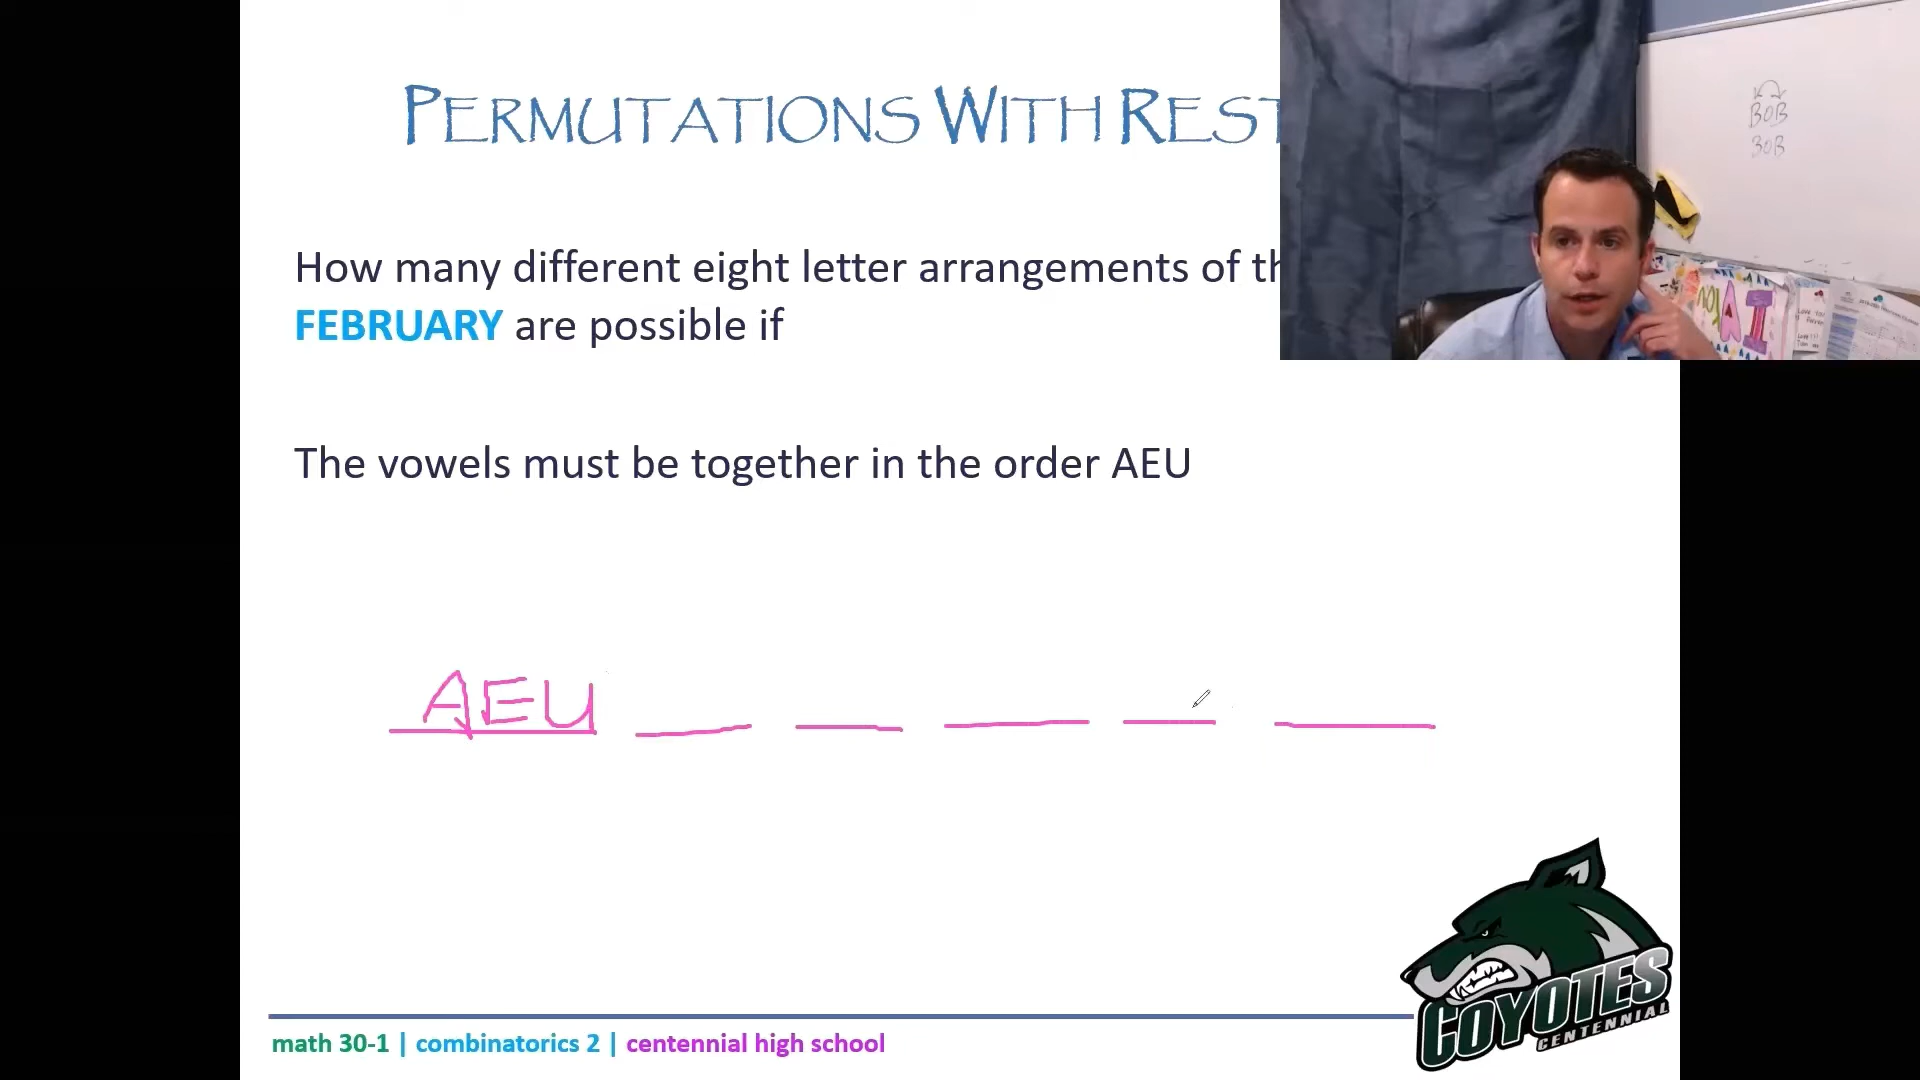 PERMUTATIONS WITH REST
How many different eight letter arrangements of th
FEBRUARY are possible if
The vowels must be together in the order AEU
AEU
BOB
BOB
COYOTES
CENTENNIAL
math 30-1 | combinatorics 2 | centennial high school